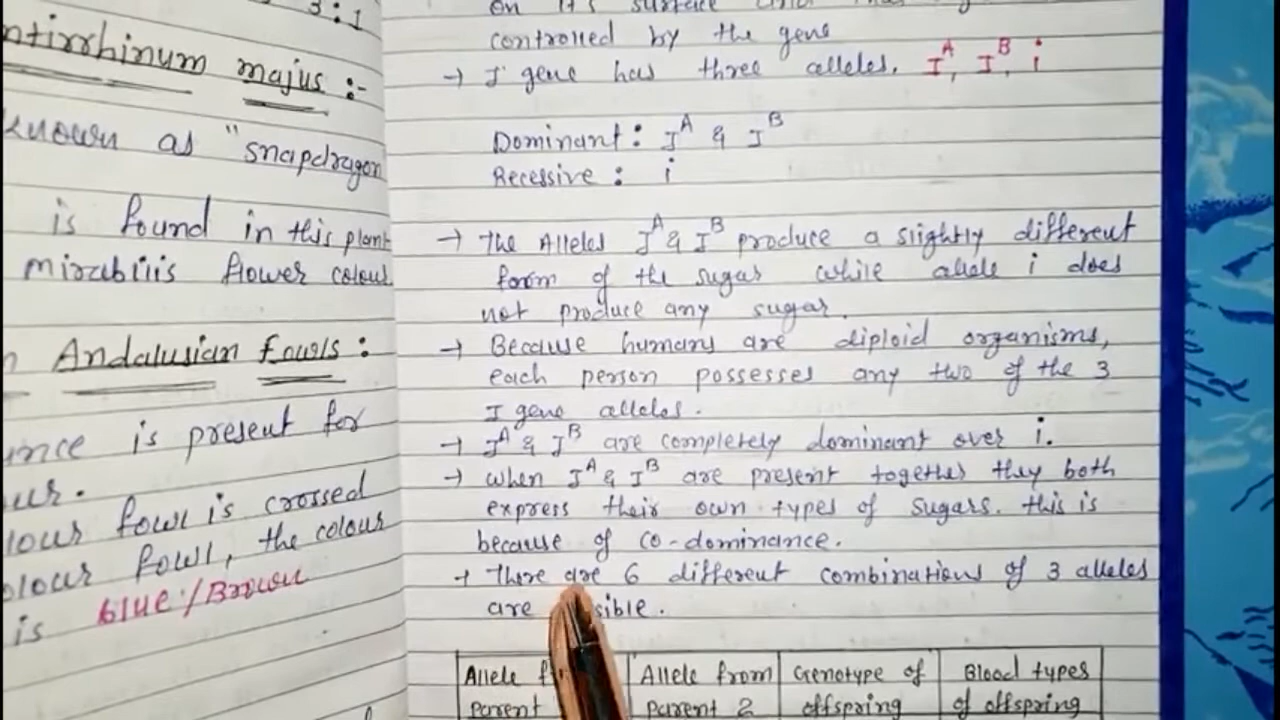 3:1
ntirrhinum majus :-
known as "snapdragon
is found in this plant
mirabilis flower colour
Andalusian fowls :
is present for
our.
lour fowl is crossed
olour fowl, the colour
is blue/Brown
on it's surface
controlled by the gene
→ I gene has three alleles. I^A, I^B, i
Dominant : I^A & I^B
Recessive : i
→ The Alleles I^A & I^B produce a slightly different
form of the sugar while allele i does
not produce any sugar.
→ Because humans are diploid organisms,
each person possesses any two of the 3
I gene alleles.
→ I^A & I^B are completely dominant over i.
→ when I^A & I^B are present together they both
express their own types of sugars. this is
because of co-dominance.
→ There are 6 different combinations of 3 alleles
are sible.
Allele f
parent
Allele from
parent 2
Genotype of
offspring
Blood types
of offspring